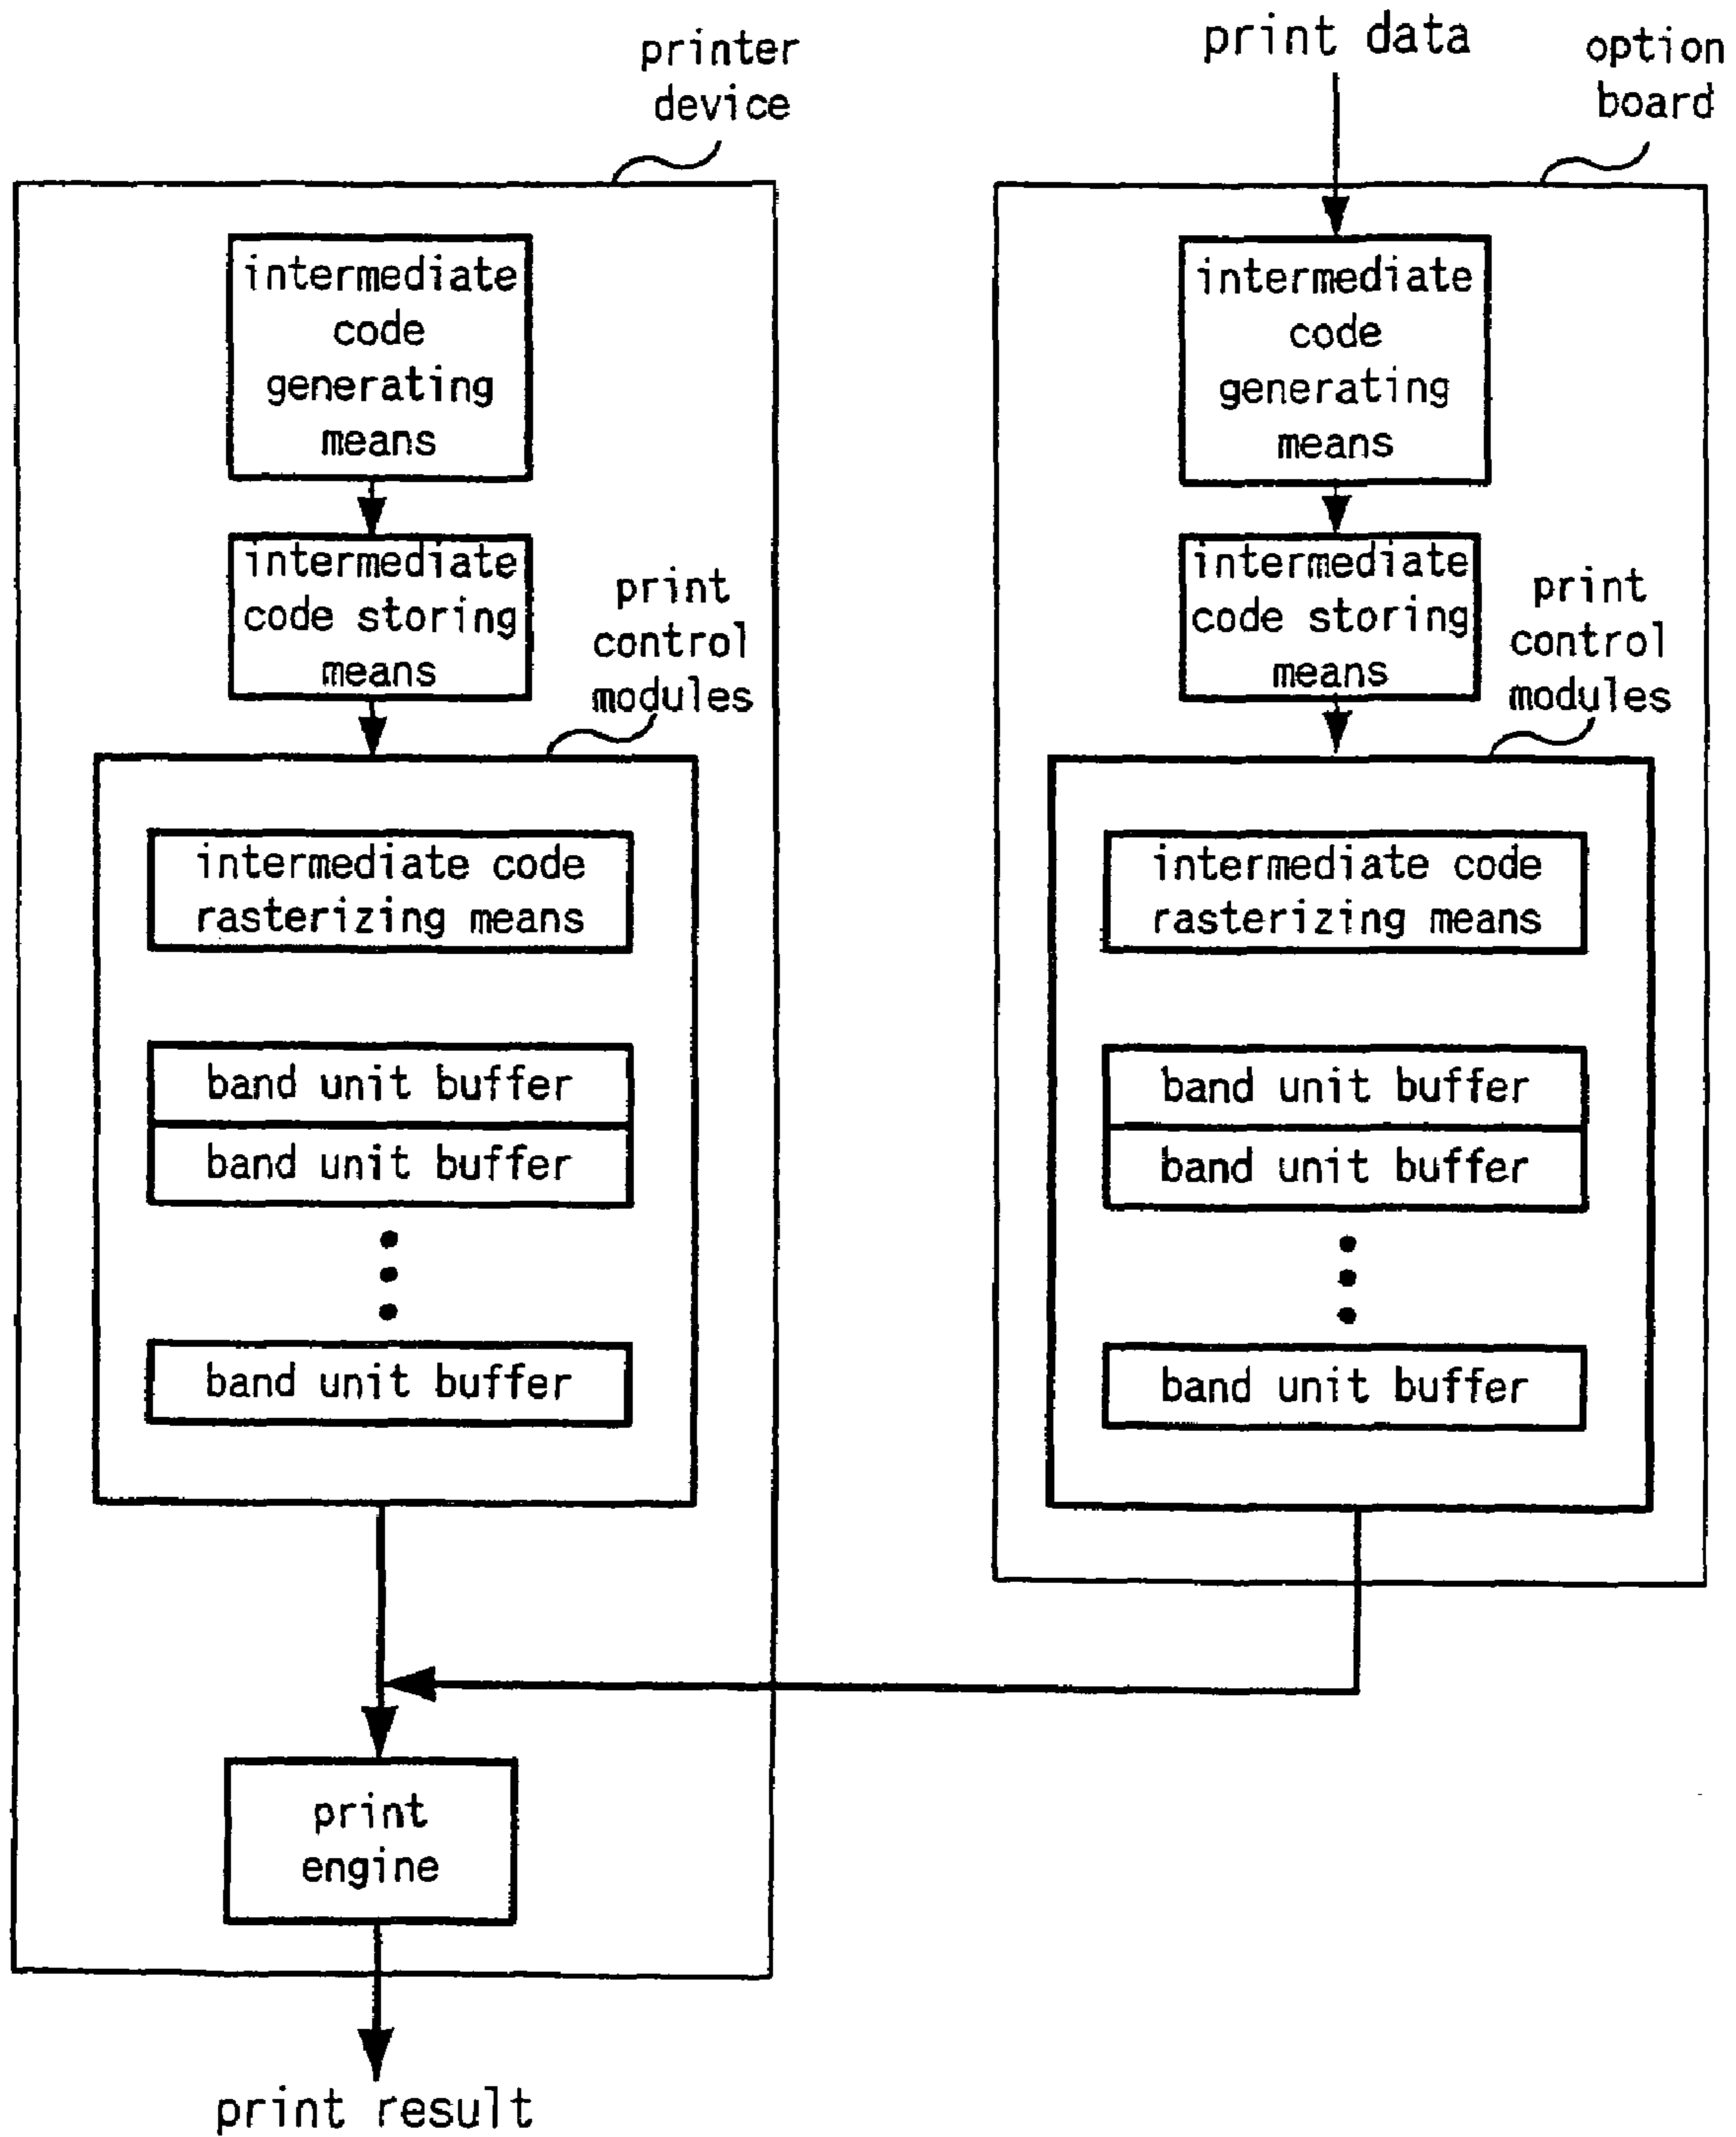 printer
device
print data
option
board
intermediate
code
generating
means
intermediate
code storing
means
print
control
modules
intermediate code
rasterizing means
band unit buffer
band unit buffer
band unit buffer
print
engine
print result
intermediate
code
generating
means
intermediate
code storing
means
print
control
modules
intermediate code
rasterizing means
band unit buffer
band unit buffer
band unit buffer